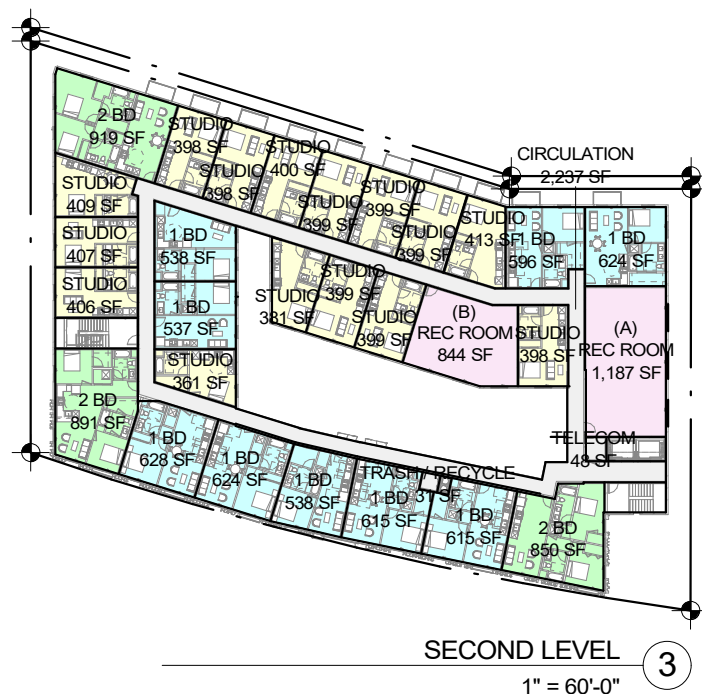 2 BD
919 SF
STUDIO
398 SF
STUDIO
398 SF
STUDIO
400 SF
STUDIO
399 SF
STUDIO
399 SF
STUDIO
399 SF
STUDIO
413 SF
CIRCULATION
2,237 SF
1 BD
596 SF
1 BD
624 SF
STUDIO
409 SF
STUDIO
407 SF
STUDIO
406 SF
1 BD
538 SF
1 BD
537 SF
STUDIO
361 SF
STUDIO
381 SF
STUDIO
399 SF
STUDIO
399 SF
(B)
REC ROOM
844 SF
STUDIO
398 SF
(A)
REC ROOM
1,187 SF
2 BD
891 SF
1 BD
628 SF
1 BD
624 SF
1 BD
538 SF
TRASH / RECYCLE
31 SF
1 BD
615 SF
1 BD
615 SF
TELECOM
48 SF
2 BD
850 SF
SECOND LEVEL
3
1" = 60'-0"